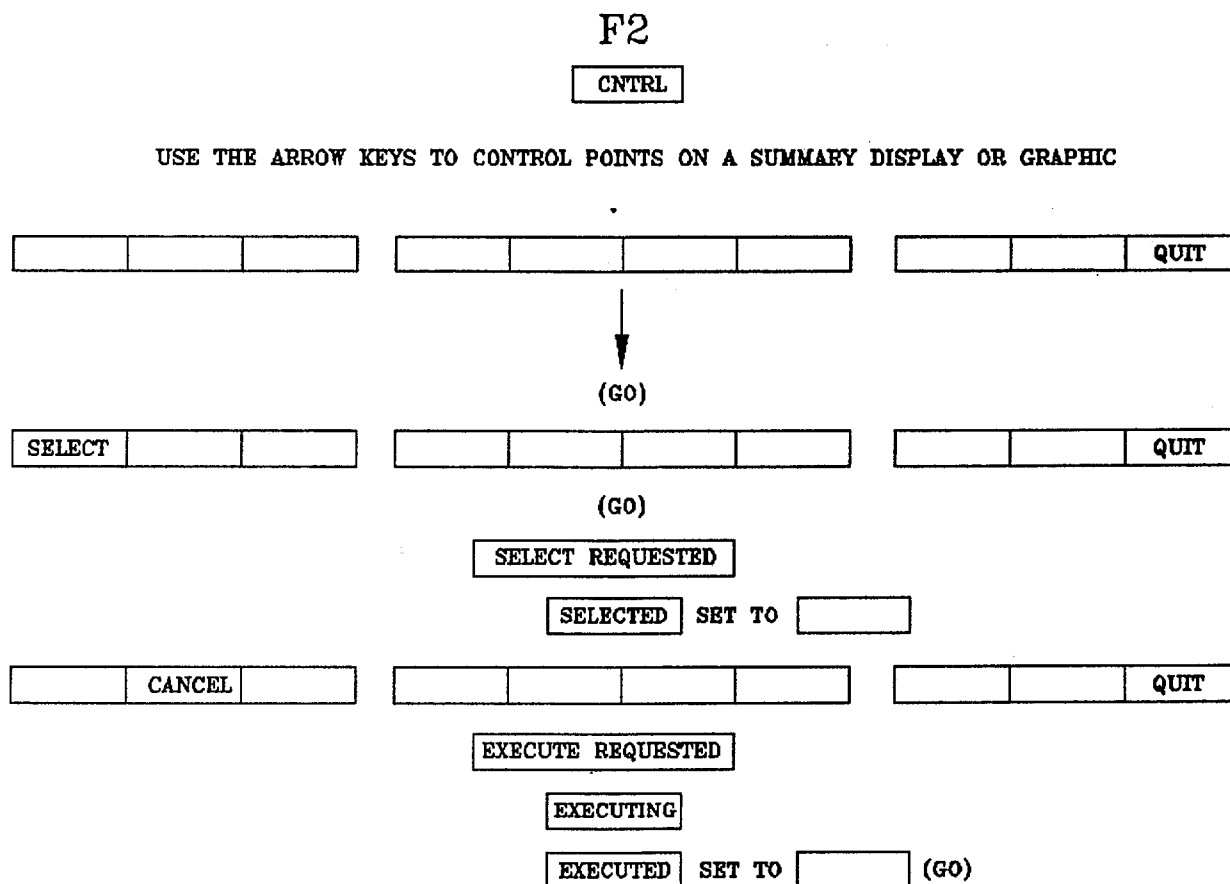 F2
CNTRL
USE THE ARROW KEYS TO CONTROL POINTS ON A SUMMARY DISPLAY OR GRAPHIC
QUIT
(GO)
SELECT QUIT
(GO)
SELECT REQUESTED
SELECTED SET TO
CANCEL QUIT
EXECUTE REQUESTED
EXECUTING
EXECUTED SET TO (GO)